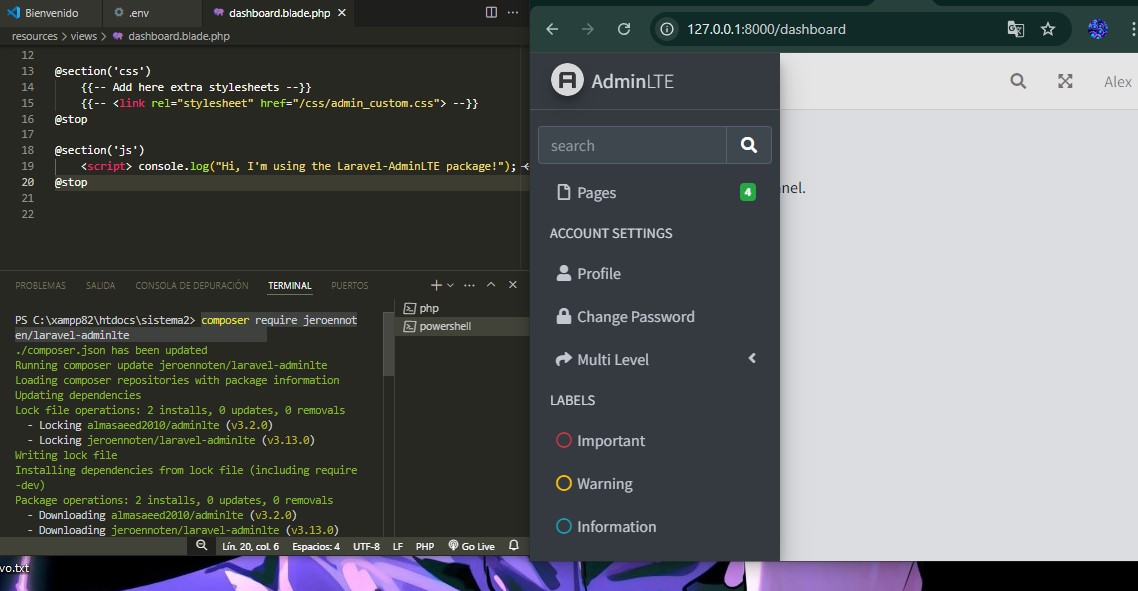 Bienvenido
.env
dashboard.blade.php
resources > views > dashboard.blade.php
12
13 @section('css')
14 {{-- Add here extra stylesheets --}}
15 {{-- <link rel="stylesheet" href="/css/admin_custom.css"> --}}
16 @stop
17
18 @section('js')
19 <script> console.log("Hi, I'm using the Laravel-AdminLTE package!");
20 @stop
21
22
PROBLEMAS SALIDA CONSOLA DE DEPURACIÓN TERMINAL PUERTOS
PS C:\xampp82\htdocs\sistema2> composer require jeroennot
en/laravel-adminlte
./composer.json has been updated
Running composer update jeroennoten/laravel-adminlte
Loading composer repositories with package information
Updating dependencies
Lock file operations: 2 installs, 0 updates, 0 removals
- Locking almasaeed2010/adminlte (v3.2.0)
- Locking jeroennoten/laravel-adminlte (v3.13.0)
Writing lock file
Installing dependencies from lock file (including require
-dev)
Package operations: 2 installs, 0 updates, 0 removals
- Downloading almasaeed2010/adminlte (v3.2.0)
- Downloading jeroennoten/laravel-adminlte (v3.13.0)
php
powershell
Lín. 20, col. 6 Espacios: 4 UTF-8 LF PHP Go Live
vo.txt
127.0.0.1:8000/dashboard
AdminLTE
Alex
search
Pages 4
nel.
ACCOUNT SETTINGS
Profile
Change Password
Multi Level
LABELS
Important
Warning
Information